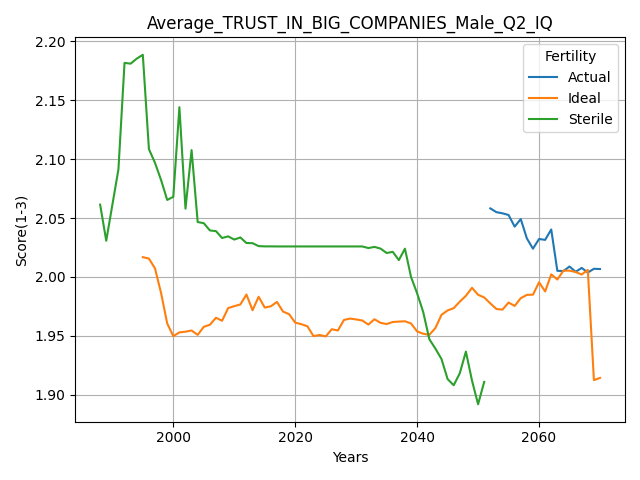 Average_TRUST_IN_BIG_COMPANIES_Male_Q2_IQ
Fertility
Actual
Ideal
Sterile
Score(1-3)
2.20
2.15
2.10
2.05
2.00
1.95
1.90
2000
2020
2040
2060
Years